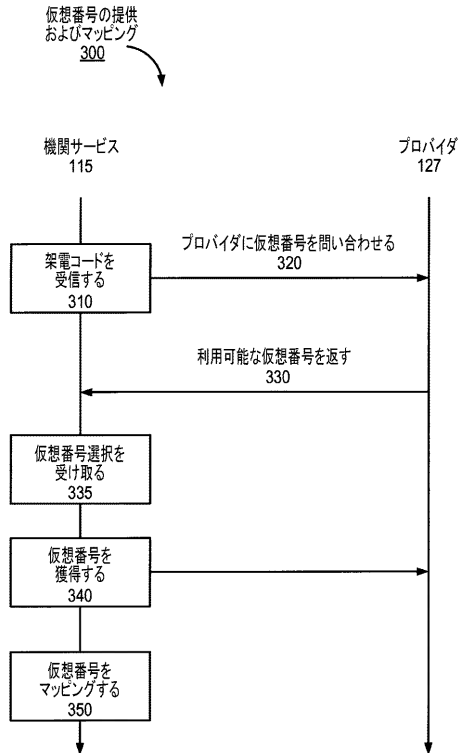 仮想番号の提供
およびマッピング
300
機関サービス
115
プロバイダ
127
架電コードを
受信する
310
プロバイダに仮想番号を問い合わせる
320
利用可能な仮想番号を返す
330
仮想番号選択を
受け取る
335
仮想番号を
獲得する
340
仮想番号を
マッピングする
350